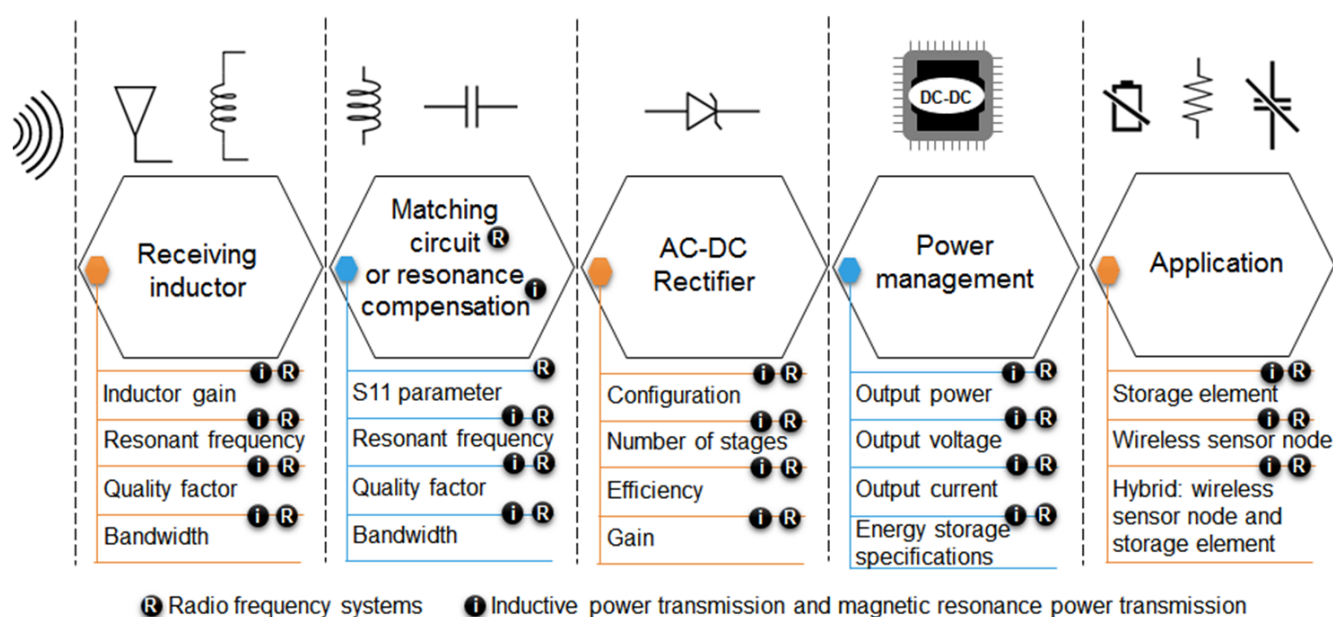 DC-DC
Receiving
inductor
Matching
circuit R
or resonance
compensation i
AC-DC
Rectifier
Power
management
Application
i R
Inductor gain
i R
Resonant frequency
i R
Quality factor
i R
Bandwidth
R
S11 parameter
i R
Resonant frequency
i R
Quality factor
i R
Bandwidth
i R
Configuration
i R
Number of stages
i R
Efficiency
i R
Gain
i R
Output power
i R
Output voltage
i R
Output current
i R
Energy storage
specifications
i R
Storage element
i R
Wireless sensor node
i R
Hybrid: wireless
sensor node and
storage element
R Radio frequency systems
i Inductive power transmission and magnetic resonance power transmission